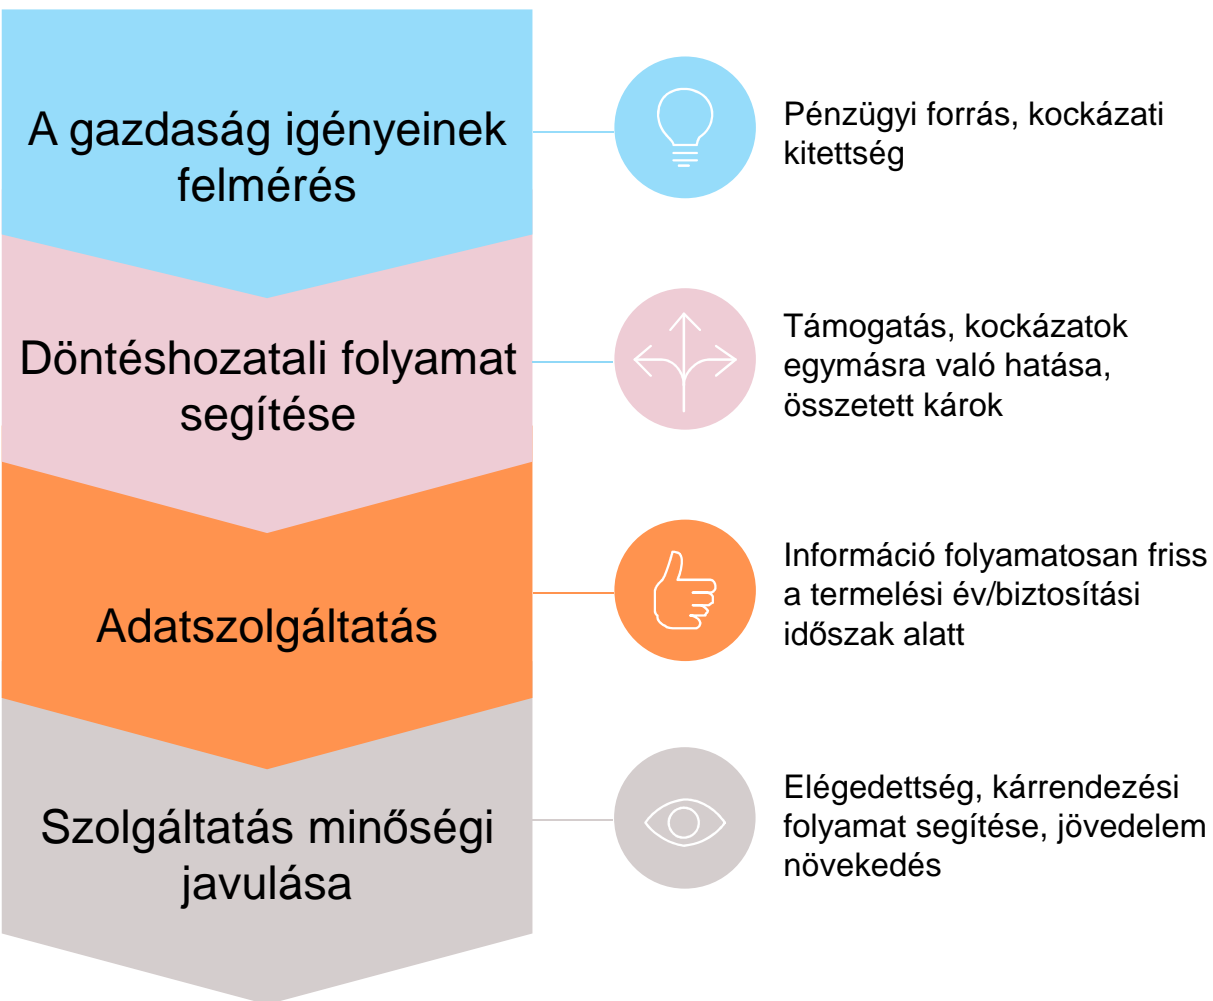 A gazdaság igényeinek
felmérés
Pénzügyi forrás, kockázati
kitettség
Döntéshozatali folyamat
segítése
Támogatás, kockázatok
egymásra való hatása,
összetett károk
Adatszolgáltatás
Információ folyamatosan friss
a termelési év/biztosítási
időszak alatt
Szolgáltatás minőségi
javulása
Elégedettség, kárrendezési
folyamat segítése, jövedelem
növekedés